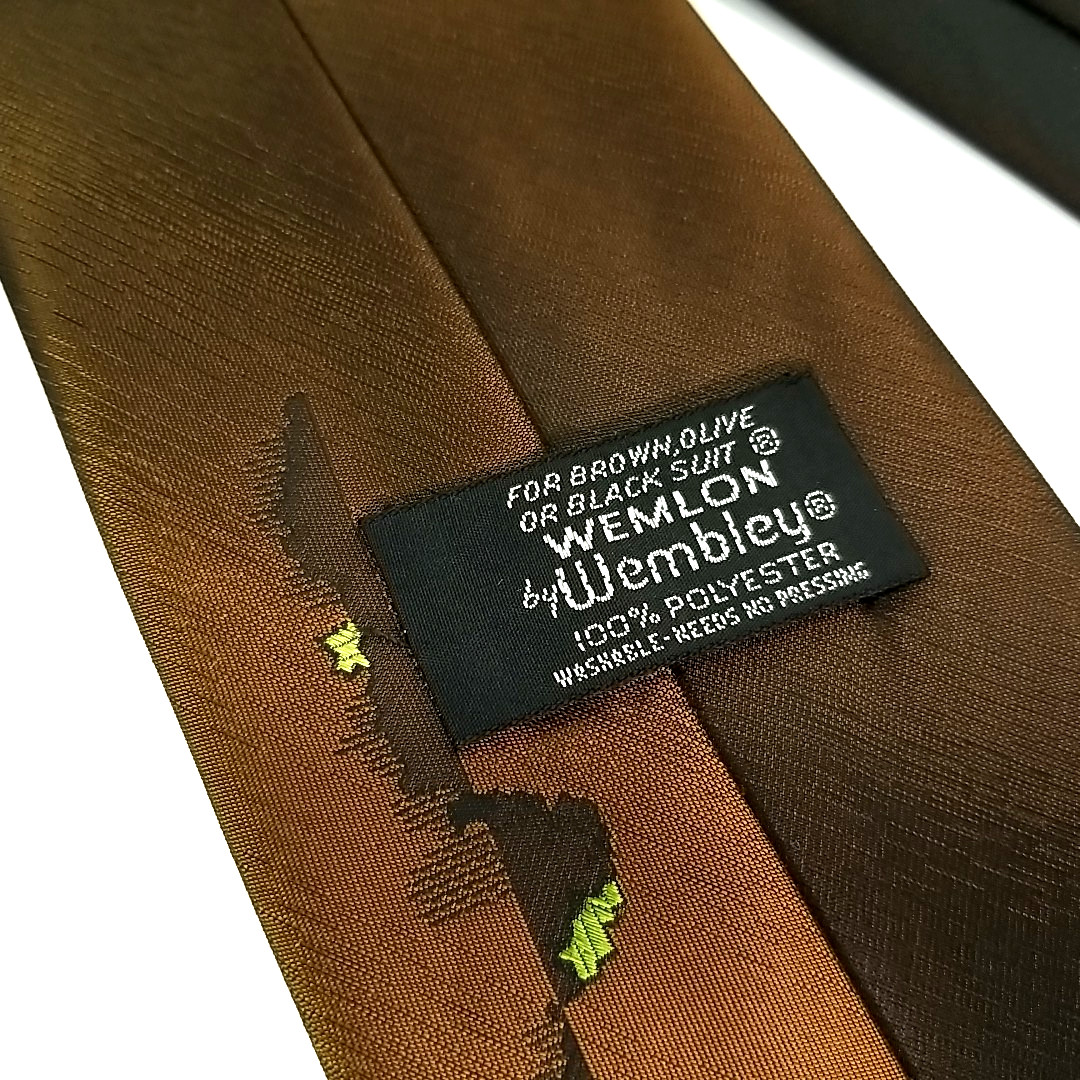 FOR BROWN,OLIVE
OR BLACK SUIT ®
WEMLON
by Wembley®
100% POLYESTER
WASHABLE-NEEDS NO PRESSING